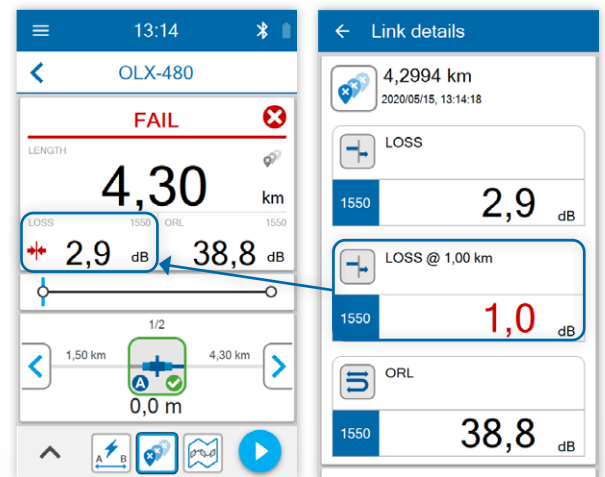 13:14
OLX-480
FAIL
LENGTH
4,30 km
LOSS 1550 ORL 1550
2,9 dB 38,8 dB
1/2
1,50 km 4,30 km
A
0,0 m
A B
Link details
4,2994 km
2020/05/15, 13:14:18
LOSS
1550 2,9 dB
LOSS @ 1,00 km
1550 1,0 dB
ORL
1550 38,8 dB